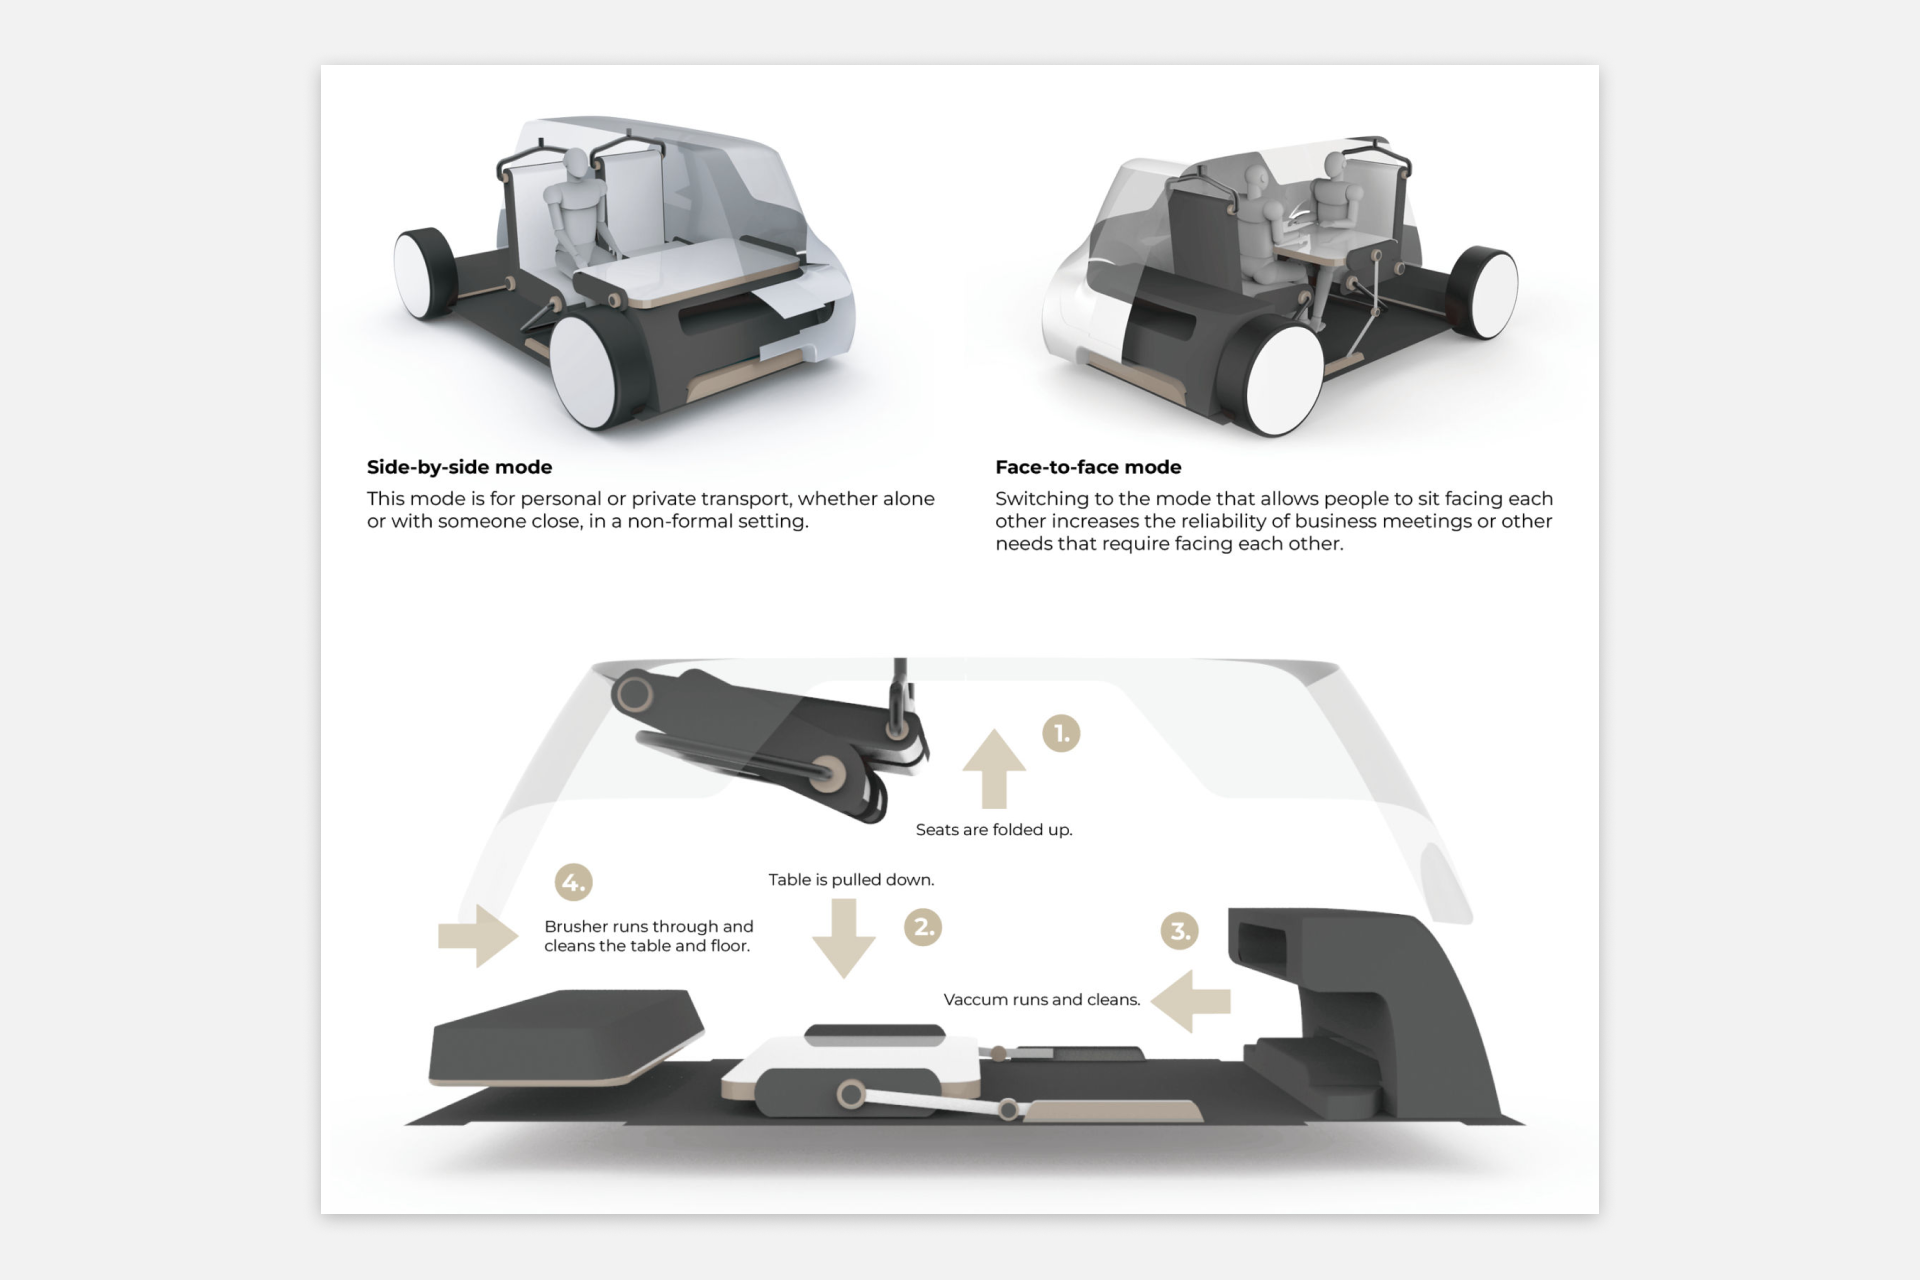 Side-by-side mode
This mode is for personal or private transport, whether alone
or with someone close, in a non-formal setting.
Face-to-face mode
Switching to the mode that allows people to sit facing each
other increases the reliability of business meetings or other
needs that require facing each other.
1.
Seats are folded up.
Table is pulled down.
2.
3.
Vaccum runs and cleans.
4.
Brusher runs through and
cleans the table and floor.